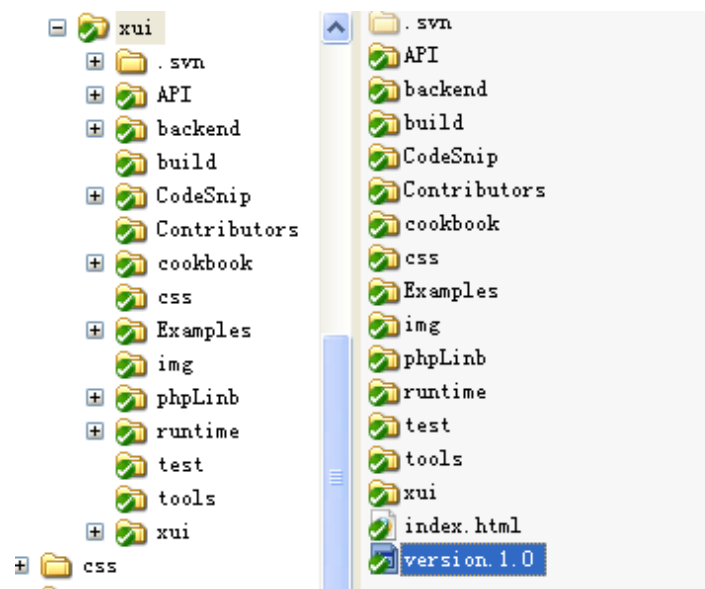 xui
.svn
API
backend
build
CodeSnip
Contributors
cookbook
css
Examples
img
phpLinb
runtime
test
tools
xui
css
.svn
API
backend
build
CodeSnip
Contributors
cookbook
css
Examples
img
phpLinb
runtime
test
tools
xui
index.html
version.1.0